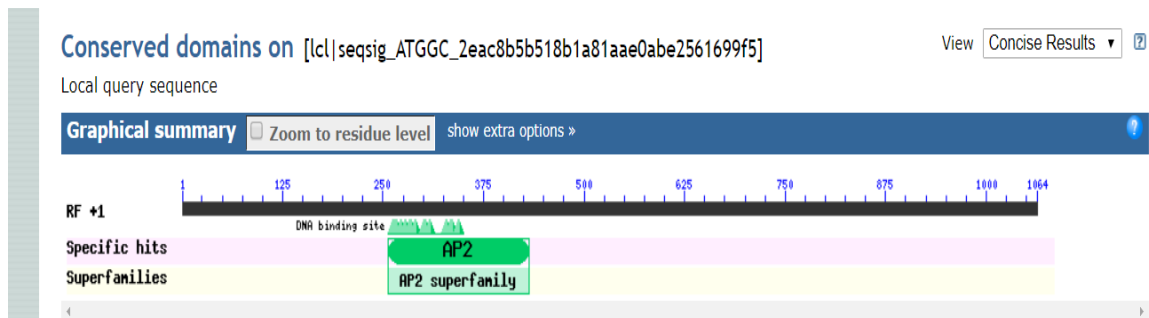 Conserved domains on [lcl|seqsig_ATGGC_2eac8b5b518b1a81aae0abe2561699f5]
View Concise Results ▼ ?
Local query sequence
Graphical summary Zoom to residue level show extra options » ?
1 125 250 375 500 625 750 875 1000 1064
RF +1
DNA binding site
Specific hits AP2
Superfamilies AP2 superfamily